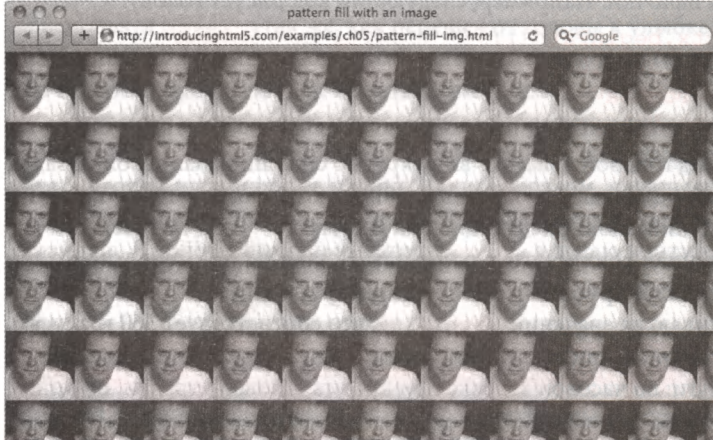 pattern fill with an image
http://introducinghtml5.com/examples/ch05/pattern-fill-img.html
Google